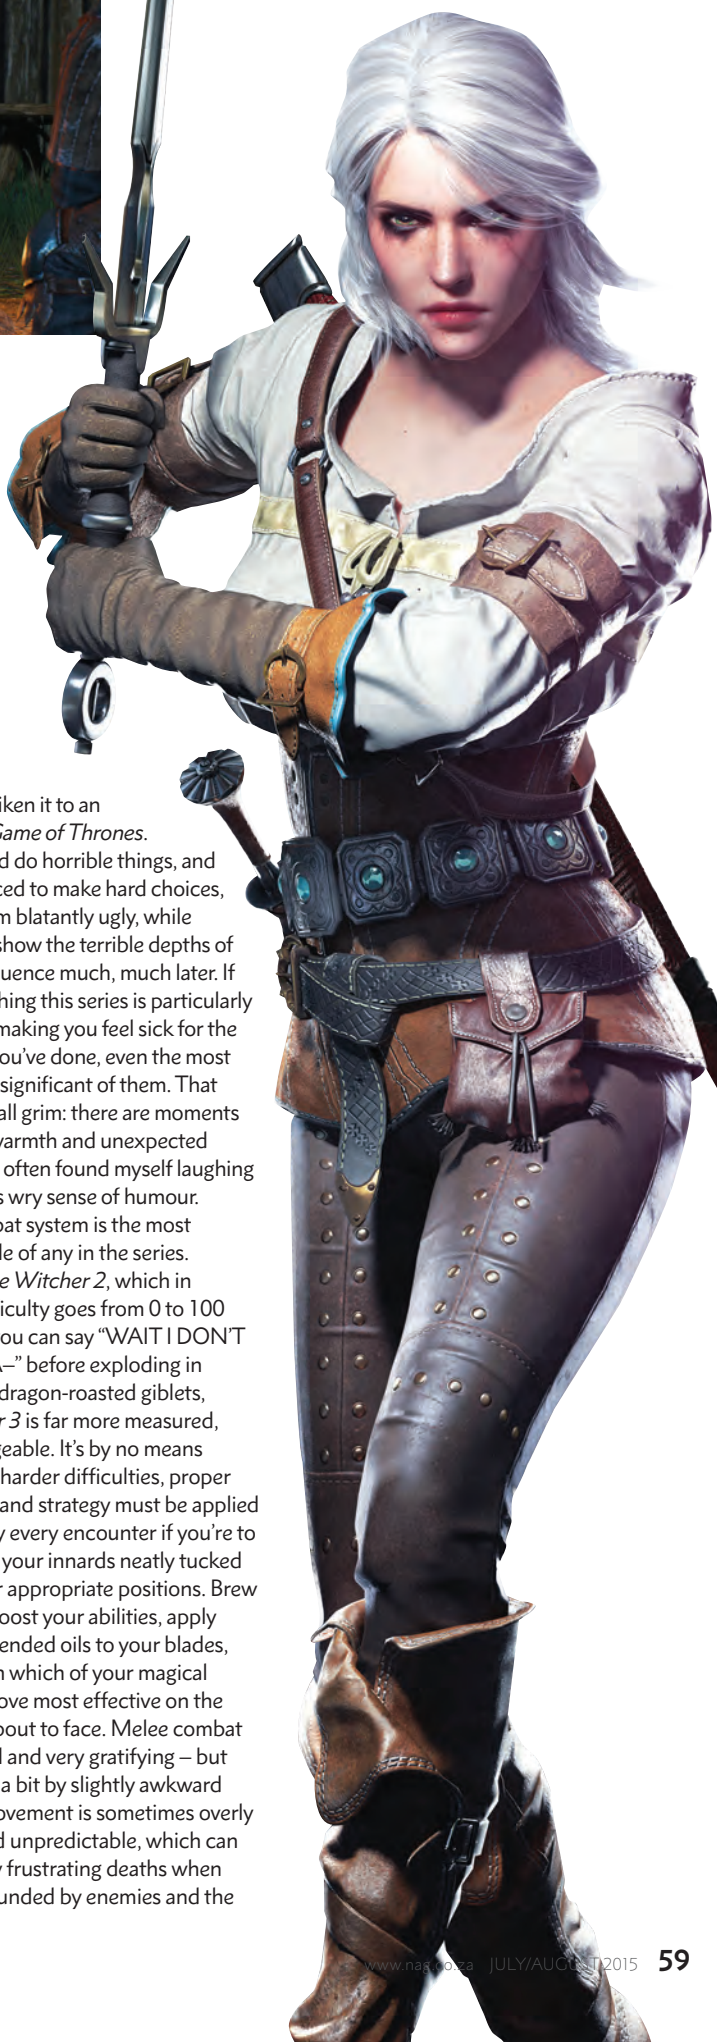 iken it to an
Game of Thrones.
d do horrible things, and
ced to make hard choices,
m blatantly ugly, while
show the terrible depths of
uence much, much later. If
hing this series is particularly
making you feel sick for the
ou've done, even the most
significant of them. That
all grim: there are moments
warmth and unexpected
often found myself laughing
s wry sense of humour.
bat system is the most
le of any in the series.
e Witcher 2, which in
iculty goes from 0 to 100
ou can say “WAIT I DON'T
A–” before exploding in
dragon-roasted giblets,
r 3 is far more measured,
geable. It's by no means
harder difficulties, proper
and strategy must be applied
y every encounter if you're to
your innards neatly tucked
r appropriate positions. Brew
oost your abilities, apply
ended oils to your blades,
n which of your magical
ove most effective on the
bout to face. Melee combat
l and very gratifying – but
a bit by slightly awkward
ovement is sometimes overly
d unpredictable, which can
y frustrating deaths when
unded by enemies and the
www.nag.co.za JULY/AUGUST 2015 59